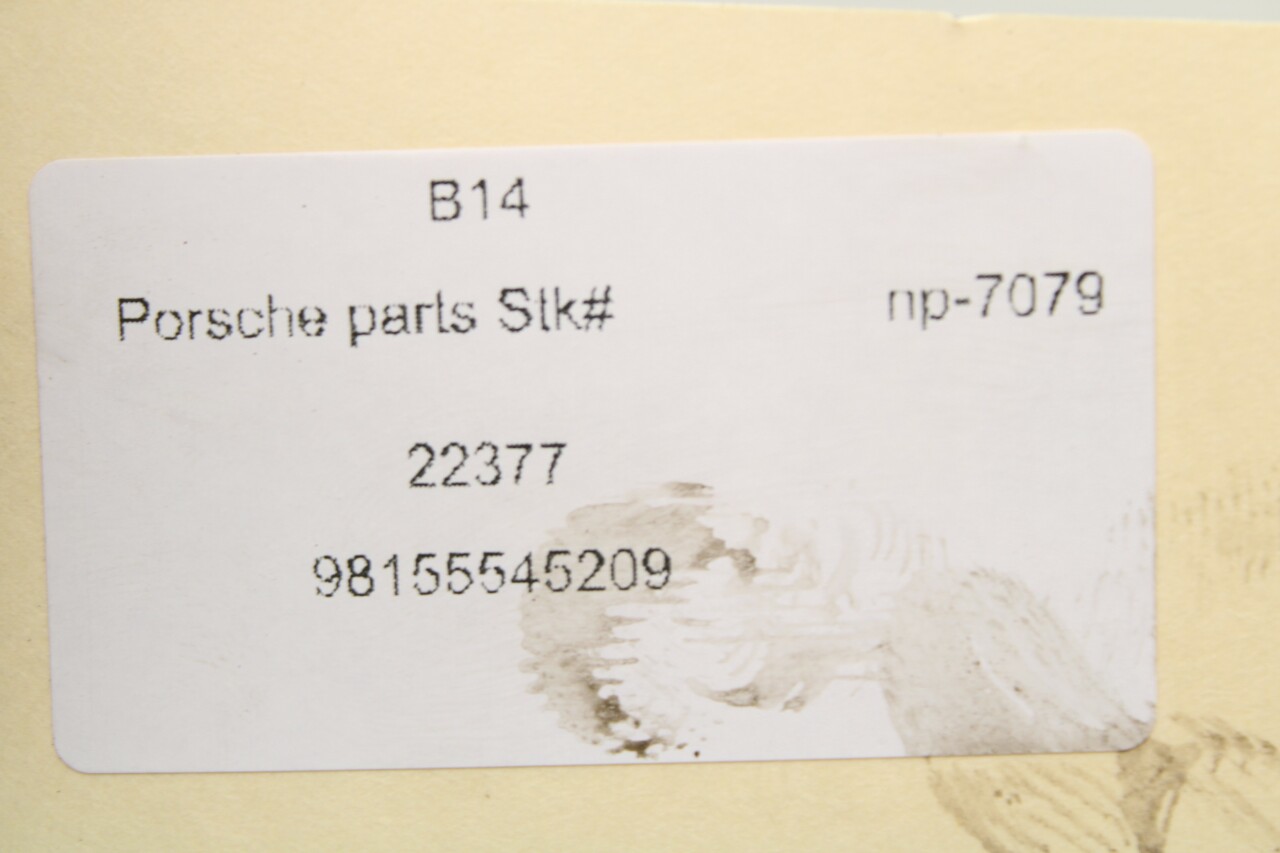 B14
Porsche parts Stk# np-7079
22377
98155545209